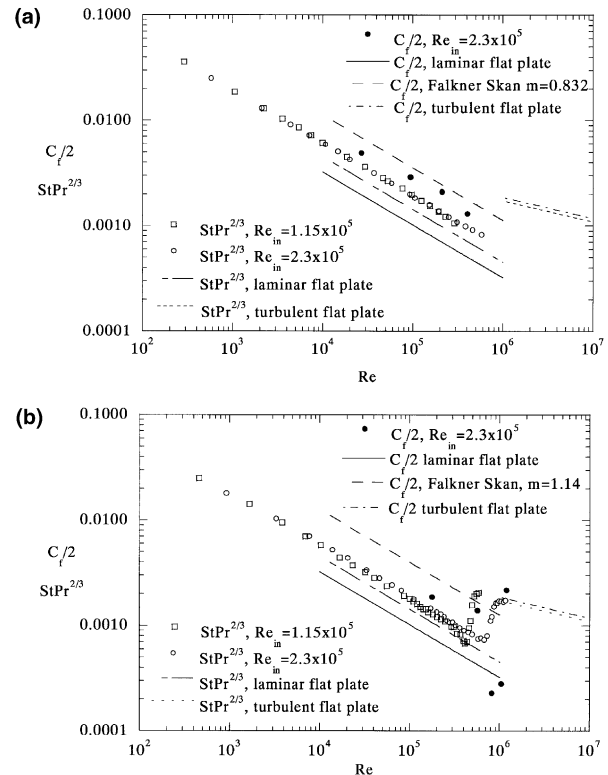 (a)
0.1000
0.0100
0.0010
0.0001
C_f/2
StPr^2/3
C_f/2, Re_in=2.3x10^5
C_f/2, laminar flat plate
C_f/2, Falkner Skan m=0.832
C_f/2, turbulent flat plate
StPr^2/3, Re_in=1.15x10^5
StPr^2/3, Re_in=2.3x10^5
StPr^2/3, laminar flat plate
StPr^2/3, turbulent flat plate
10^2 10^3 10^4 10^5 10^6 10^7
Re
(b)
0.1000
0.0100
0.0010
0.0001
C_f/2
StPr^2/3
C_f/2, Re_in=2.3x10^5
C_f/2 laminar flat plate
C_f/2, Falkner Skan, m=1.14
C_f/2 turbulent flat plate
StPr^2/3, Re_in=1.15x10^5
StPr^2/3, Re_in=2.3x10^5
StPr^2/3, laminar flat plate
StPr^2/3, turbulent flat plate
10^2 10^3 10^4 10^5 10^6 10^7
Re